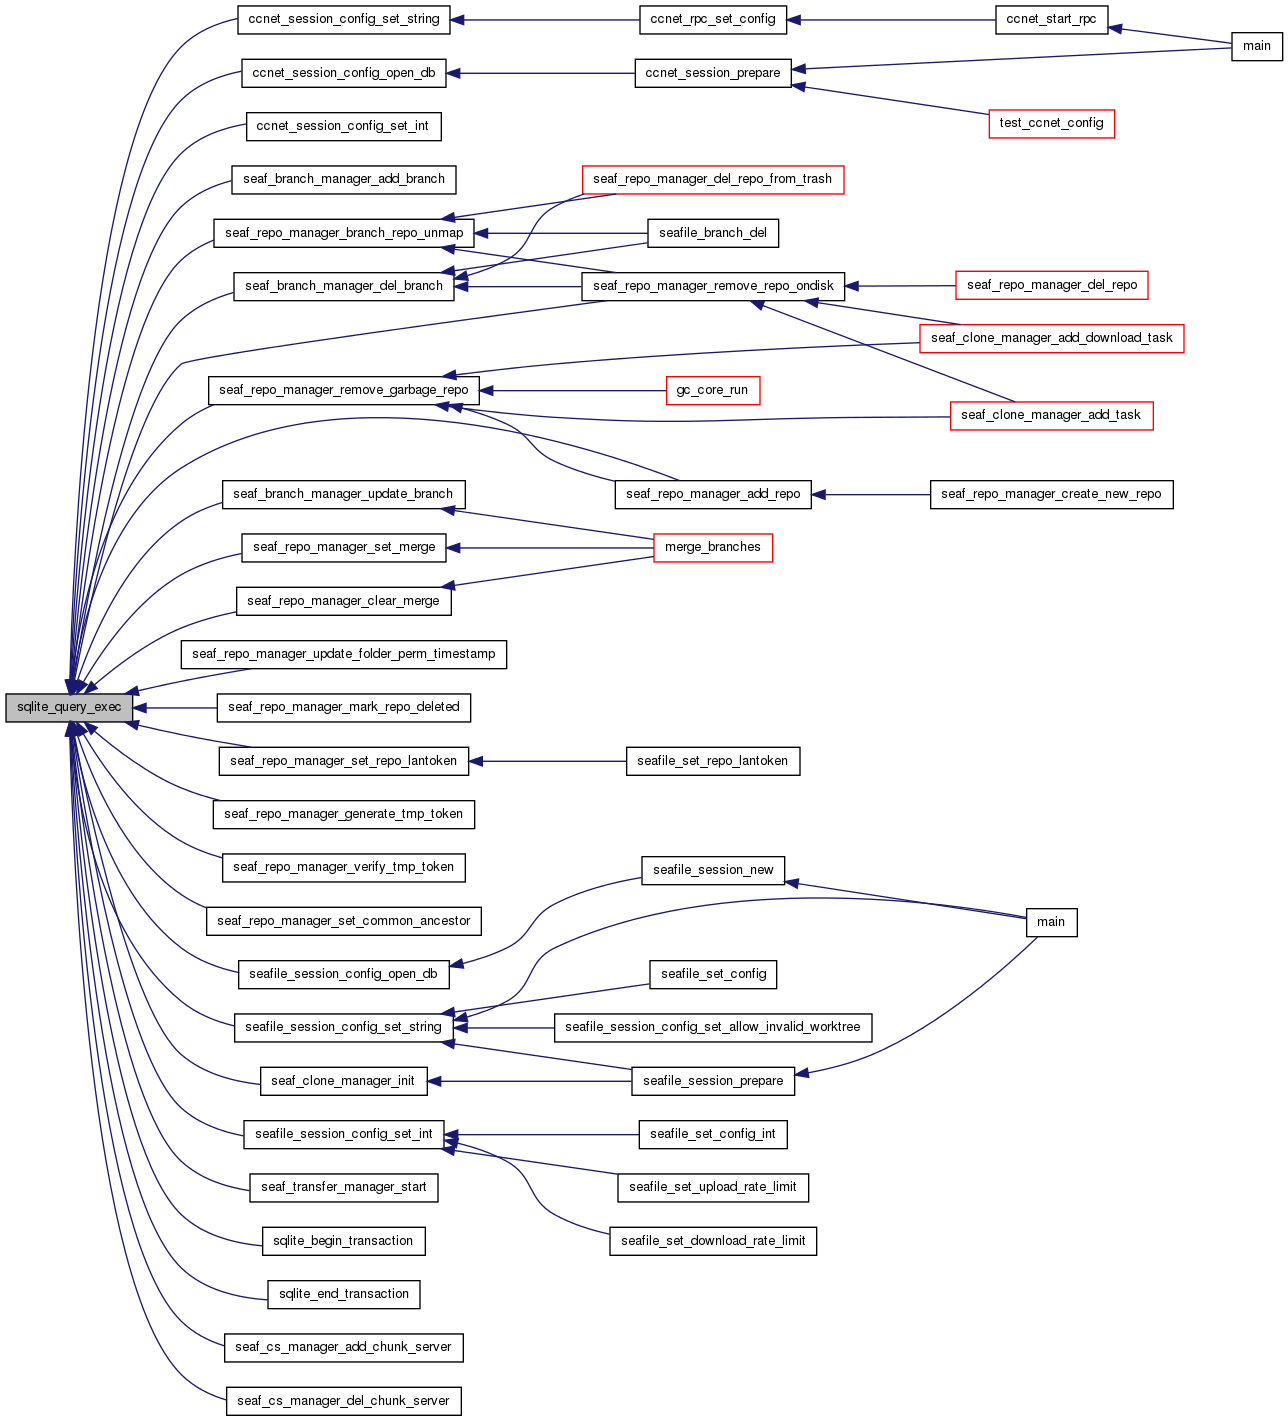 ccnet_session_config_set_string
ccnet_rpc_set_config
ccnet_start_rpc
main
ccnet_session_config_open_db
ccnet_session_prepare
test_ccnet_config
ccnet_session_config_set_int
seaf_branch_manager_add_branch
seaf_repo_manager_del_repo_from_trash
seaf_repo_manager_branch_repo_unmap
seafile_branch_del
seaf_branch_manager_del_branch
seaf_repo_manager_remove_repo_ondisk
seaf_repo_manager_del_repo
seaf_clone_manager_add_download_task
seaf_repo_manager_remove_garbage_repo
gc_core_run
seaf_clone_manager_add_task
seaf_branch_manager_update_branch
seaf_repo_manager_add_repo
seaf_repo_manager_create_new_repo
seaf_repo_manager_set_merge
merge_branches
seaf_repo_manager_clear_merge
seaf_repo_manager_update_folder_perm_timestamp
sqlite_query_exec
seaf_repo_manager_mark_repo_deleted
seaf_repo_manager_set_repo_lantoken
seafile_set_repo_lantoken
seaf_repo_manager_generate_tmp_token
seaf_repo_manager_verify_tmp_token
seafile_session_new
seaf_repo_manager_set_common_ancestor
main
seafile_session_config_open_db
seafile_set_config
seafile_session_config_set_string
seafile_session_config_set_allow_invalid_worktree
seaf_clone_manager_init
seafile_session_prepare
seafile_session_config_set_int
seafile_set_config_int
seaf_transfer_manager_start
seafile_set_upload_rate_limit
sqlite_begin_transaction
seafile_set_download_rate_limit
sqlite_end_transaction
seaf_cs_manager_add_chunk_server
seaf_cs_manager_del_chunk_server